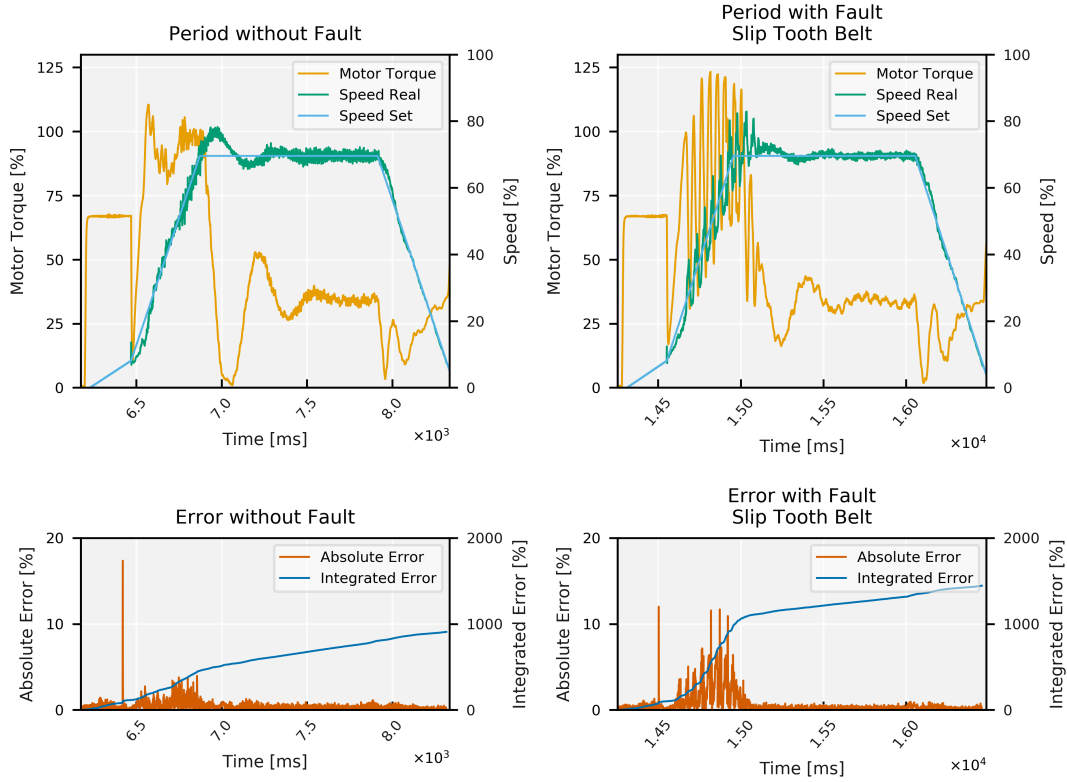 Period without Fault
Motor Torque [%]
125
100
75
50
25
0
100
80
60
40
20
0
Speed [%]
Motor Torque
Speed Real
Speed Set
6.5
7.0
7.5
8.0
Time [ms]
×10³
Period with Fault
Slip Tooth Belt
Motor Torque [%]
125
100
75
50
25
0
100
80
60
40
20
0
Speed [%]
Motor Torque
Speed Real
Speed Set
1.45
1.50
1.55
1.60
Time [ms]
×10⁴
Error without Fault
Absolute Error [%]
20
10
0
2000
1000
0
Integrated Error [%]
Absolute Error
Integrated Error
6.5
7.0
7.5
8.0
Time [ms]
×10³
Error with Fault
Slip Tooth Belt
Absolute Error [%]
20
10
0
2000
1000
0
Integrated Error [%]
Absolute Error
Integrated Error
1.45
1.50
1.55
1.60
Time [ms]
×10⁴